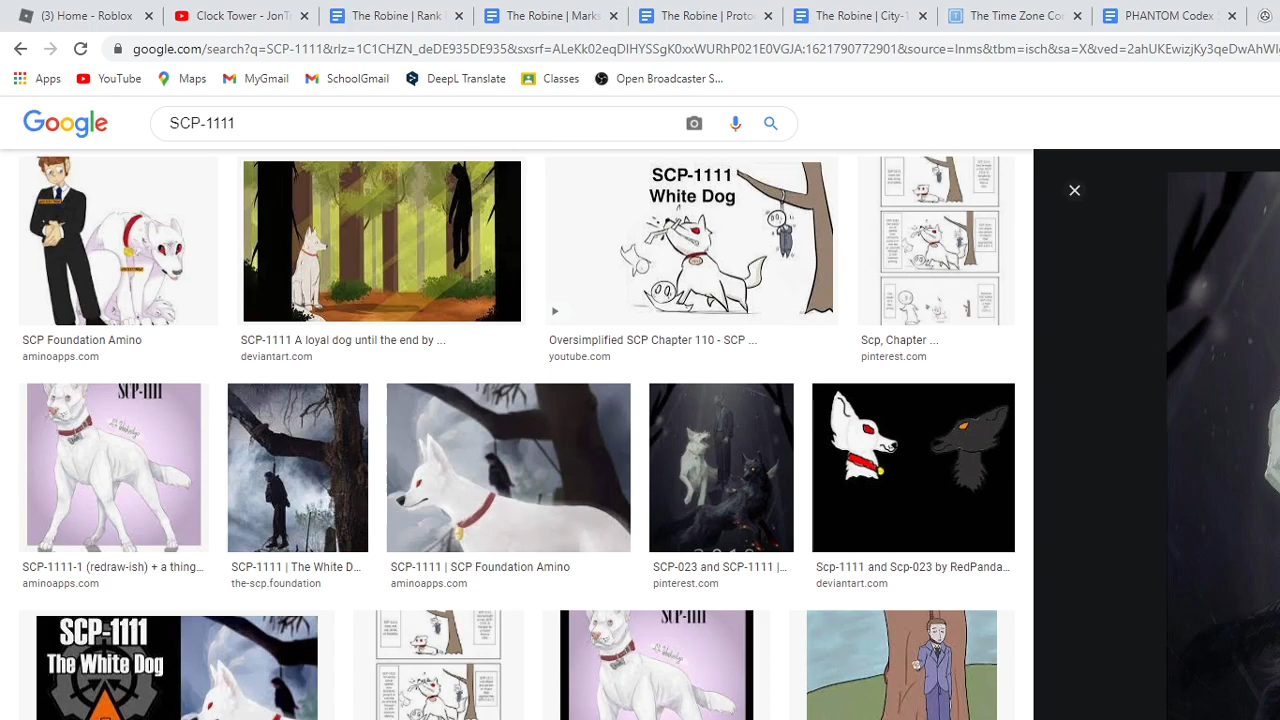 (3) Home - Roblox
Clock Tower - JonTr
The Robine | Rank
The Robine | Marks
The Robine | Proto
The Robine | City-T
The Time Zone Co
PHANTOM Codex
google.com/search?q=SCP-1111&rlz=1C1CHZN_deDE935DE935&sxsrf=ALeKk02eqDIHYSSgK0xxWURhP021E0VGJA:1621790772901&source=lnms&tbm=isch&sa=X&ved=2ahUKEwizjKy3qeDwAhWI
Apps
YouTube
Maps
MyGmail
SchoolGmail
DeepL Translate
Classes
Open Broadcaster S...
Google
SCP-1111
SCP-1111
White Dog
SCP Foundation Amino
aminoapps.com
SCP-1111 A loyal dog until the end by ...
deviantart.com
Oversimplified SCP Chapter 110 - SCP ...
youtube.com
Scp, Chapter ...
pinterest.com
SCP-1111
SCP-1111-1 (redraw-ish) + a thing...
aminoapps.com
SCP-1111 | The White D...
the-scp.foundation
SCP-1111 | SCP Foundation Amino
aminoapps.com
SCP-023 and SCP-1111 |...
pinterest.com
Scp-1111 and Scp-023 by RedPanda...
deviantart.com
SCP-1111
The White Dog
SCP-1111